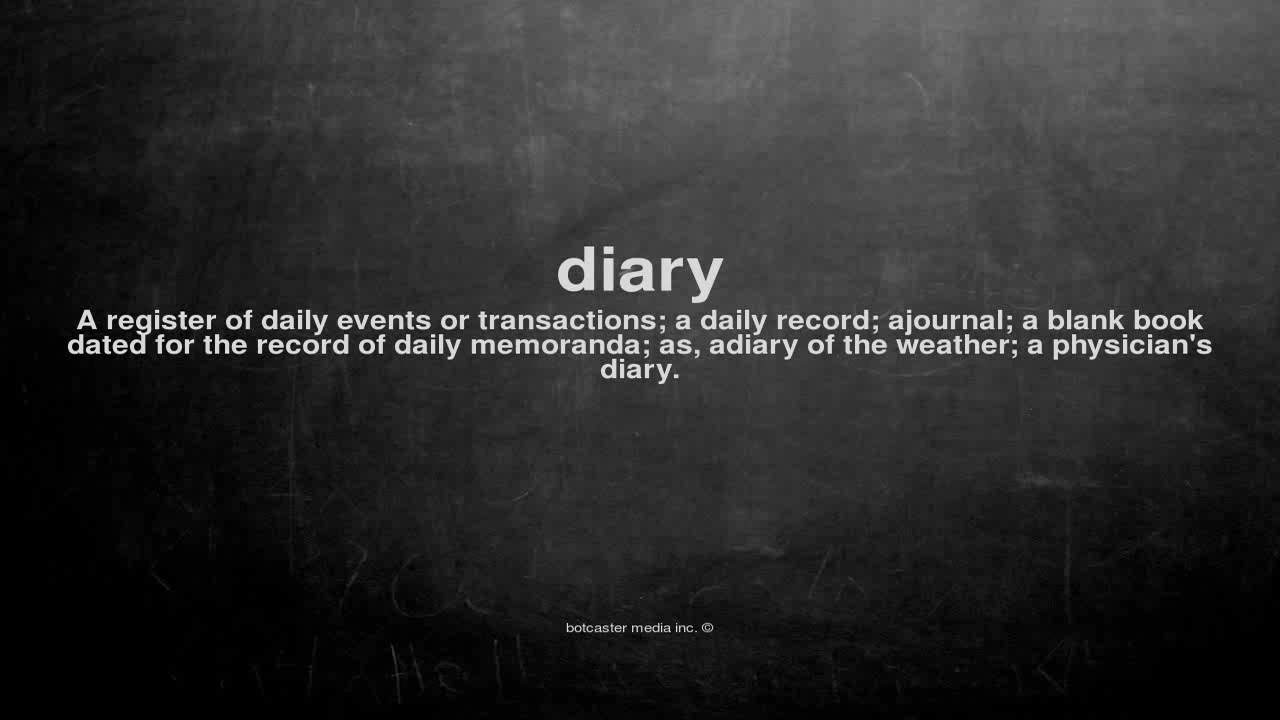 diary
A register of daily events or transactions; a daily record; ajournal; a blank book
dated for the record of daily memoranda; as, adiary of the weather; a physician's
diary.
botcaster media inc. ©